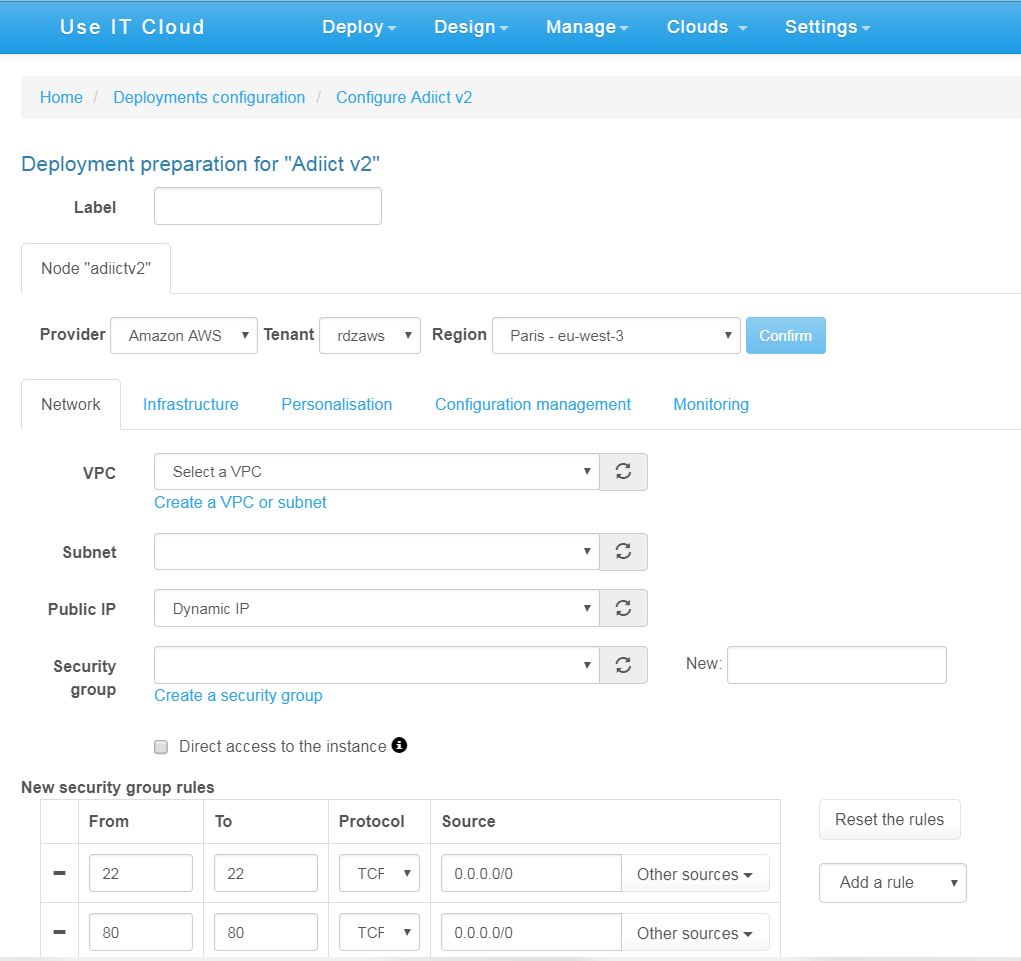 Use IT Cloud Deploy Design Manage Clouds Settings
Home / Deployments configuration / Configure Adiict v2
Deployment preparation for "Adiict v2"
Label
Node "adiictv2"
Provider Amazon AWS Tenant rdzaws Region Paris - eu-west-3 Confirm
Network Infrastructure Personalisation Configuration management Monitoring
VPC Select a VPC
Create a VPC or subnet
Subnet
Public IP Dynamic IP
Security
group
New:
Create a security group
Direct access to the instance
New security group rules
From To Protocol Source
Reset the rules
22 22 TCF 0.0.0.0/0 Other sources
Add a rule
80 80 TCF 0.0.0.0/0 Other sources